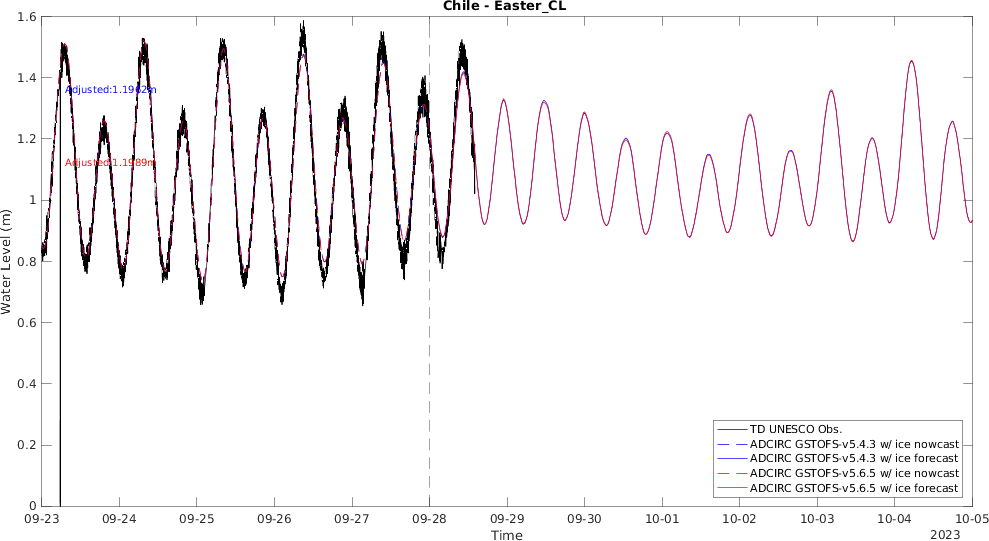 Chile - Easter_CL
1.6
1.4
1.2
1
0.8
0.6
0.4
0.2
0
Water Level (m)
Adjusted:1.1962m
Adjusted:1.1989m
TD UNESCO Obs.
ADCIRC GSTOFS-v5.4.3 w/ ice nowcast
ADCIRC GSTOFS-v5.4.3 w/ ice forecast
ADCIRC GSTOFS-v5.6.5 w/ ice nowcast
ADCIRC GSTOFS-v5.6.5 w/ ice forecast
09-23 09-24 09-25 09-26 09-27 09-28 09-29 09-30 10-01 10-02 10-03 10-04 10-05
Time
2023